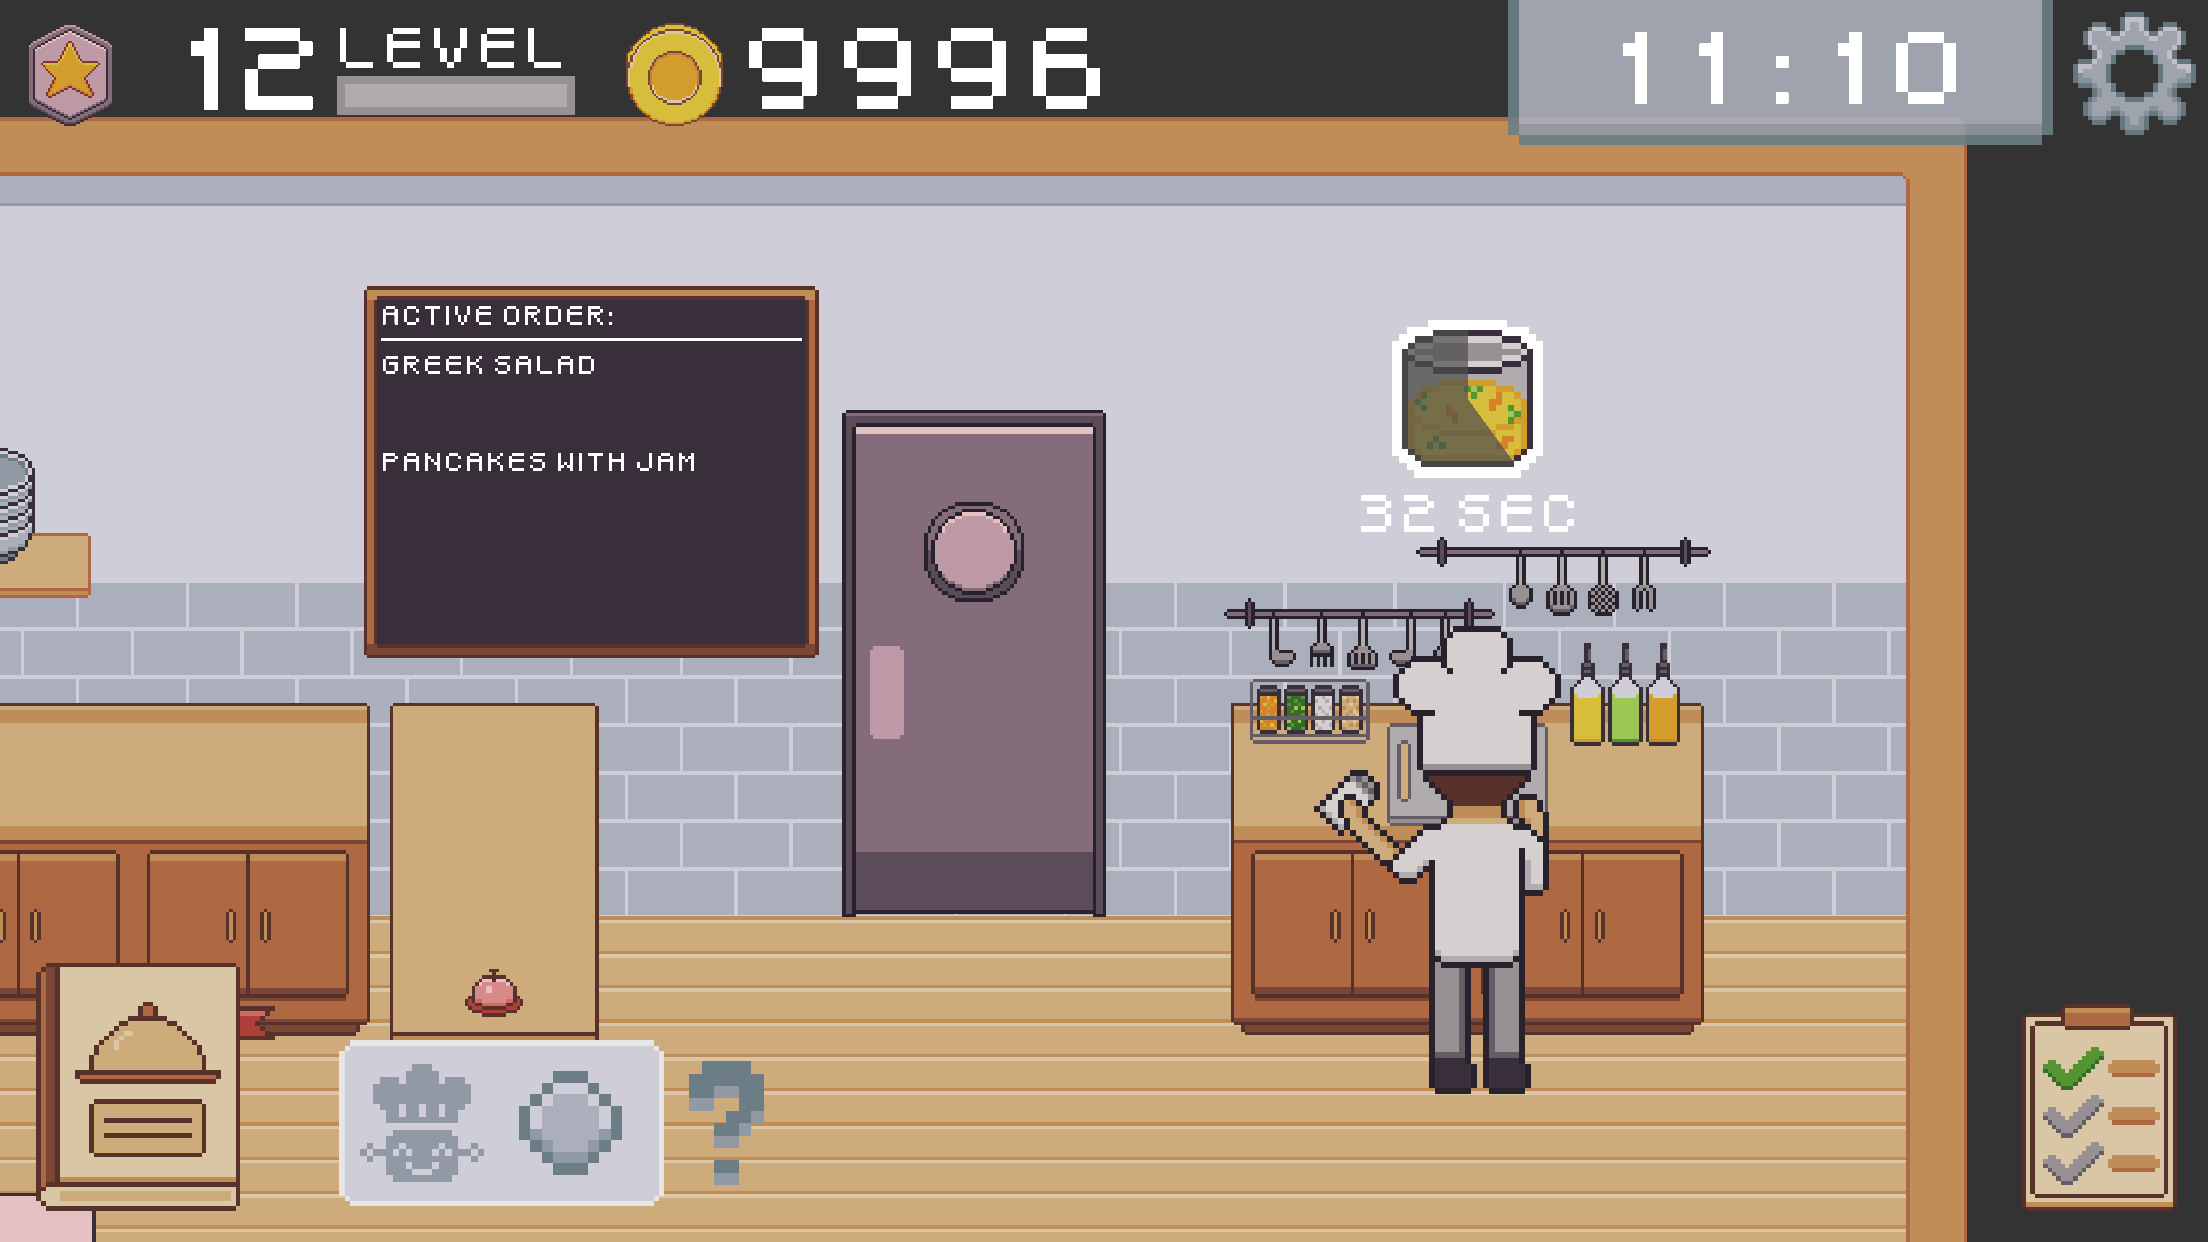 12 LEVEL
9996
11:10
ACTIVE ORDER:
GREEK SALAD
PANCAKES WITH JAM
32 SEC
?